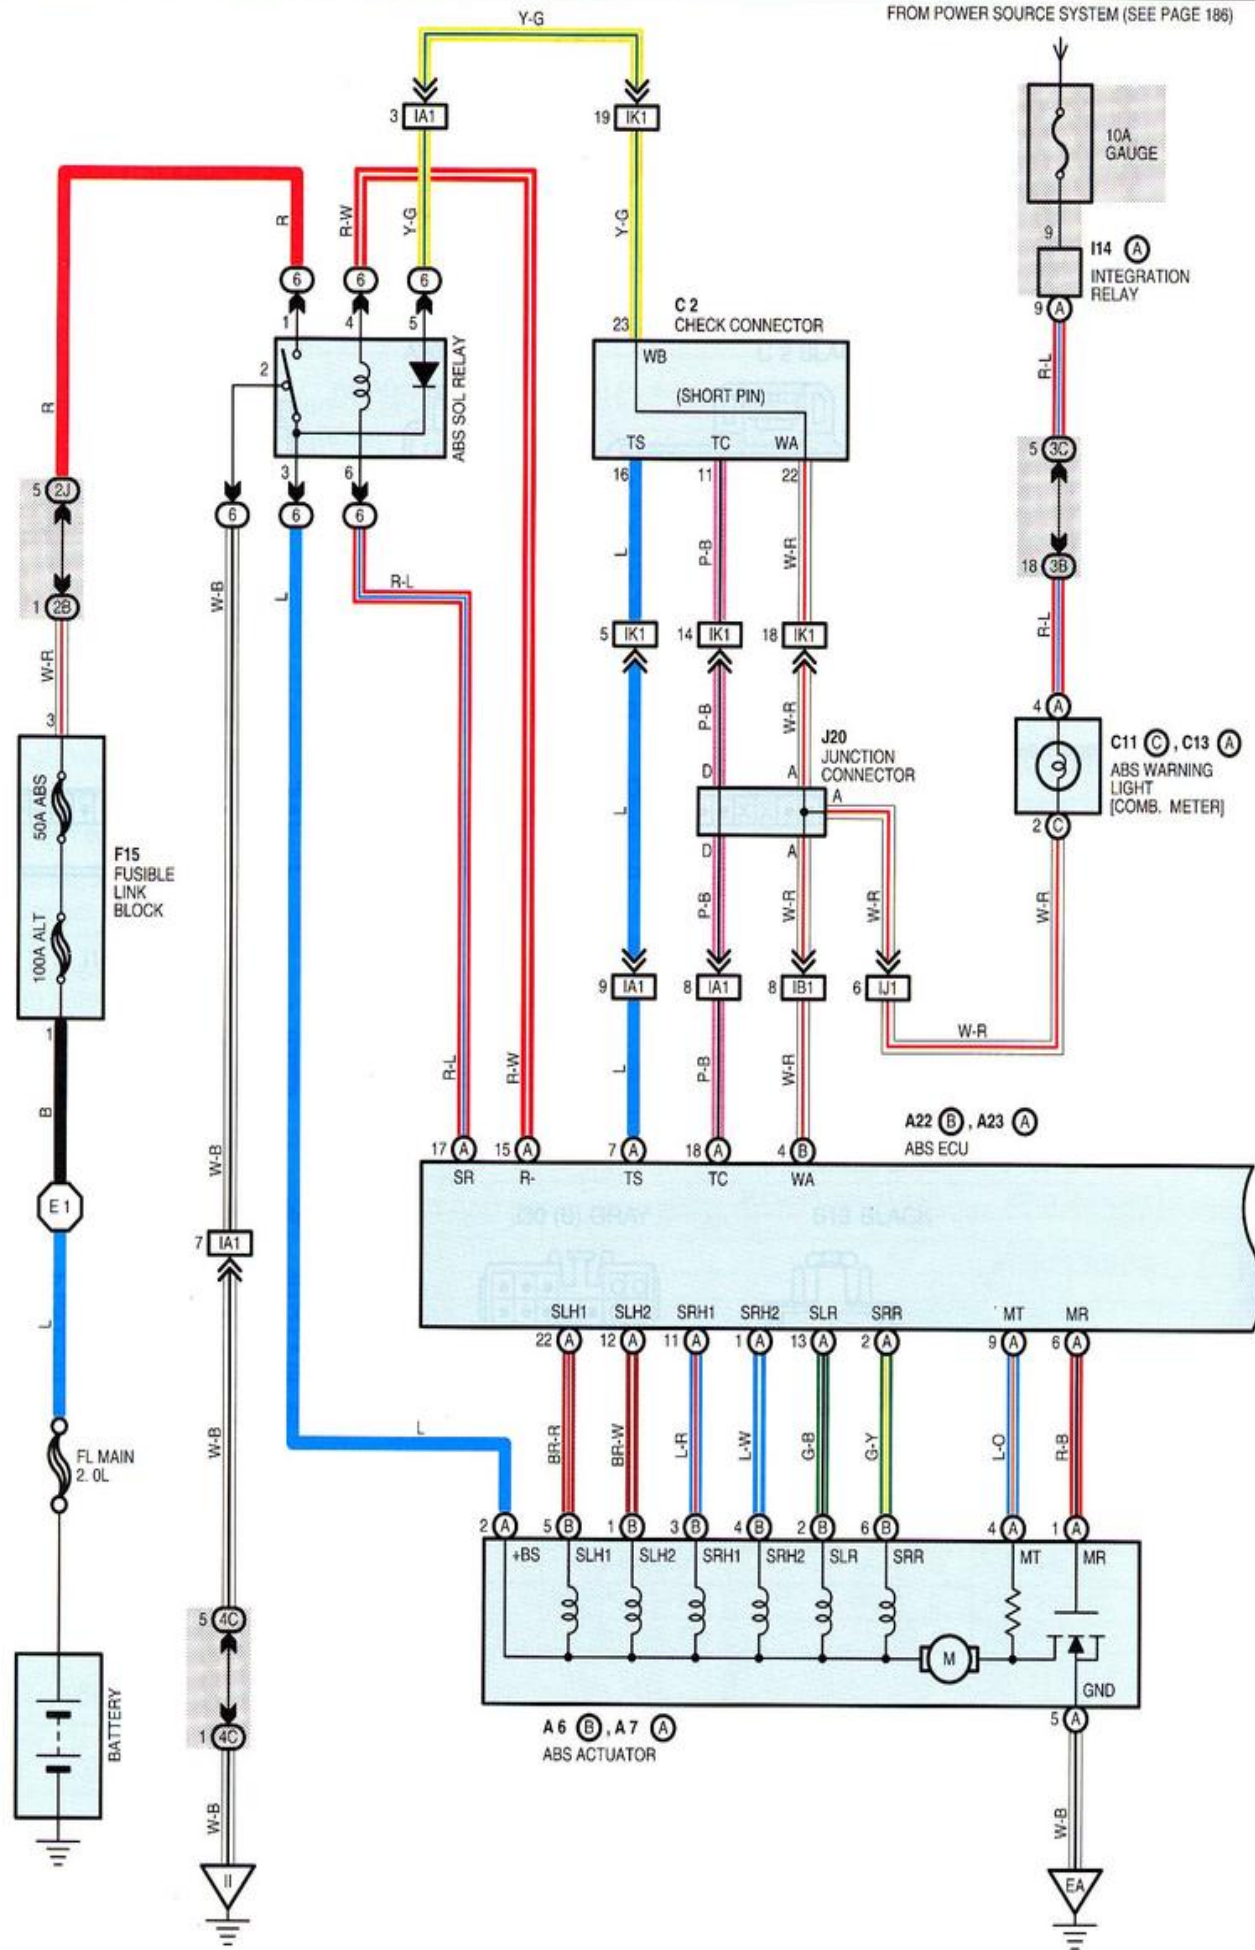 FROM POWER SOURCE SYSTEM (SEE PAGE 186)
Y-G
3 IA1
19 IK1
10A
GAUGE
R
R-W
Y-G
Y-G
9
I14 A
INTEGRATION
RELAY
9 A
6 6 6
1 4 5
2
ABS SOL RELAY
3 6
6 6 6
C 2
CHECK CONNECTOR
23
WB
(SHORT PIN)
TS TC WA
16 11 22
R-L
5 3C
18 3B
R-L
R
5 2J
1 2B
W-R
3
50A ABS
100A ALT
F15
FUSIBLE
LINK
BLOCK
1
B
E 1
L
FL MAIN
2. 0L
BATTERY
W-B
L
R-L
L
P-B
W-R
5 IK1
14 IK1
18 IK1
4 A
C11 C , C13 A
ABS WARNING
LIGHT
[COMB. METER]
2 C
L
P-B
W-R
J20
JUNCTION
CONNECTOR
D A
A
D A
P-B
W-R
W-R
W-R
9 IA1
8 IA1
8 IB1
6 IJ1
W-R
R-L
R-W
L
P-B
W-R
A22 B , A23 A
ABS ECU
17 A
15 A
7 A
18 A
4 B
SR R- TS TC WA
W-B
7 IA1
W-B
SLH1 SLH2 SRH1 SRH2 SLR SRR MT MR
22 A
12 A
11 A
1 A
13 A
2 A
9 A
6 A
L
BR-R
BR-W
L-R
L-W
G-B
G-Y
L-O
R-B
2 A
5 B
1 B
3 B
4 B
2 B
6 B
4 A
1 A
+BS SLH1 SLH2 SRH1 SRH2 SLR SRR MT MR
M
GND
5 A
A 6 B , A 7 A
ABS ACTUATOR
5 4C
1 4C
W-B
II
W-B
EA